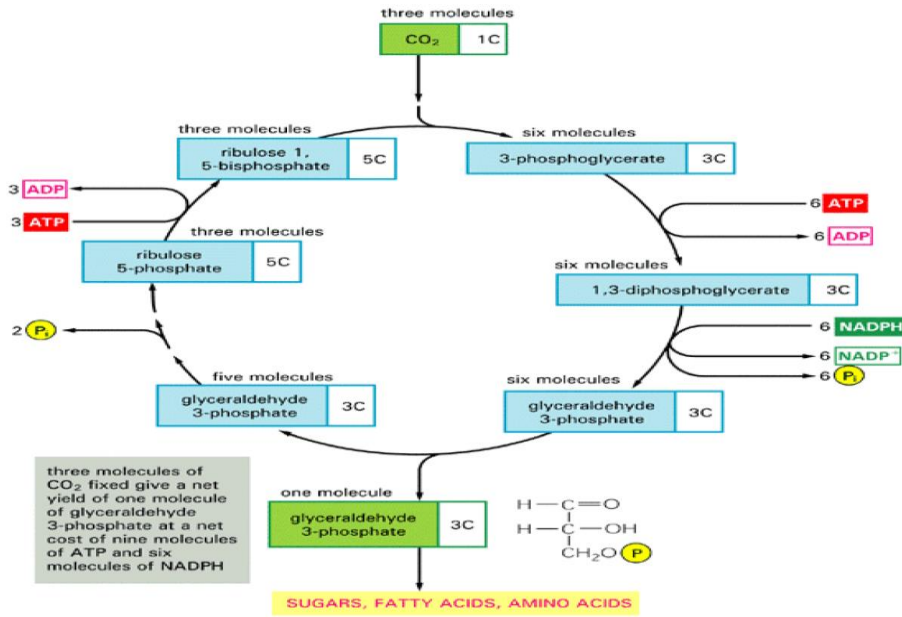 three molecules
CO₂ 1C
three molecules
ribulose 1,
5-bisphosphate 5C
six molecules
3-phosphoglycerate 3C
3 ADP
3 ATP
6 ATP
6 ADP
three molecules
ribulose
5-phosphate 5C
six molecules
1,3-diphosphoglycerate 3C
2 Pᵢ
6 NADPH
6 NADP⁺
6 Pᵢ
five molecules
glyceraldehyde
3-phosphate 3C
six molecules
glyceraldehyde
3-phosphate 3C
three molecules of
CO₂ fixed give a net
yield of one molecule
of glyceraldehyde
3-phosphate at a net
cost of nine molecules
of ATP and six
molecules of NADPH
one molecule
glyceraldehyde
3-phosphate 3C
H C O
H C OH
CH₂O P
SUGARS, FATTY ACIDS, AMINO ACIDS